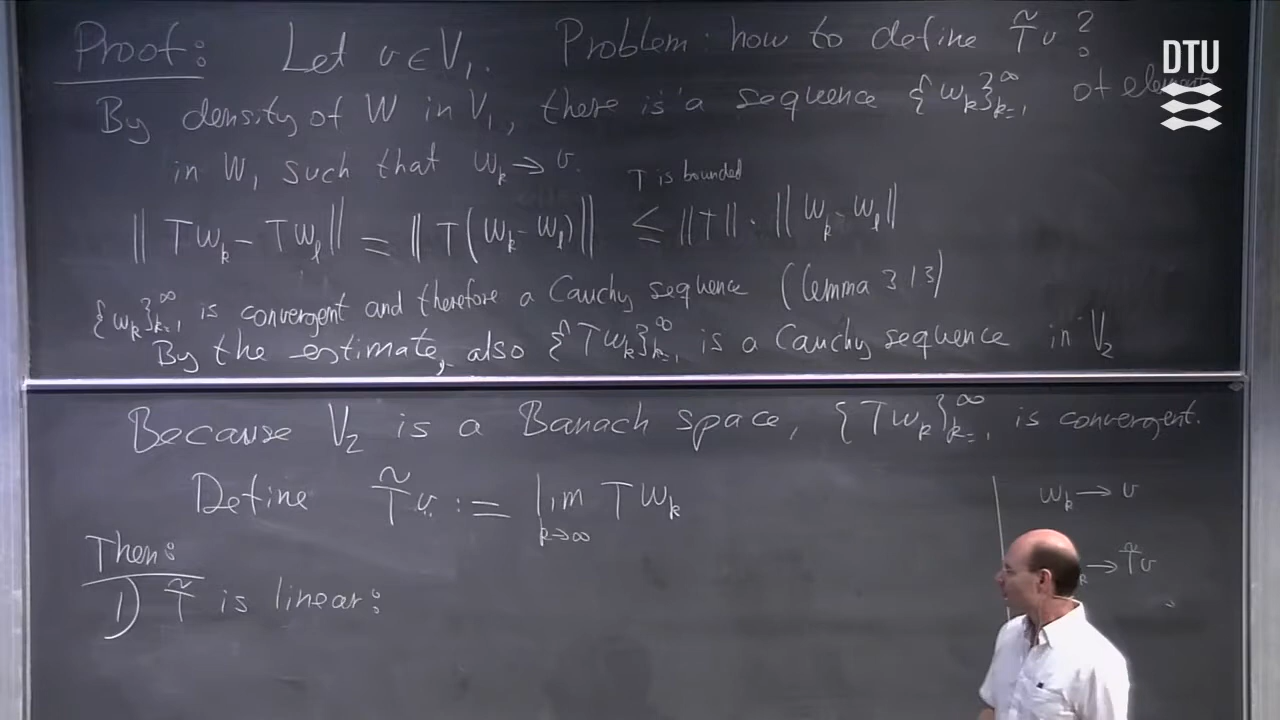 Proof: Let v ∈ V₁. Problem: how to define T̃v?
By density of W in V₁, there is a sequence {w_k}_{k=1}^∞ of
in W, such that w_k → v.
T is bounded
‖Tw_k - Tw_l‖ = ‖T(w_k - w_l)‖ ≤ ‖T‖ · ‖w_k - w_l‖
{w_k}_{k=1}^∞ is convergent and therefore a Cauchy sequence (lemma 3.1.3)
By the estimate, also {Tw_k}_{k=1}^∞ is a Cauchy sequence in V₂
Because V₂ is a Banach space, {Tw_k}_{k=1}^∞ is convergent.
Define T̃v := lim_{k→∞} Tw_k
w_k → v
k → T̃v
Then:
1) T̃ is linear:
DTU